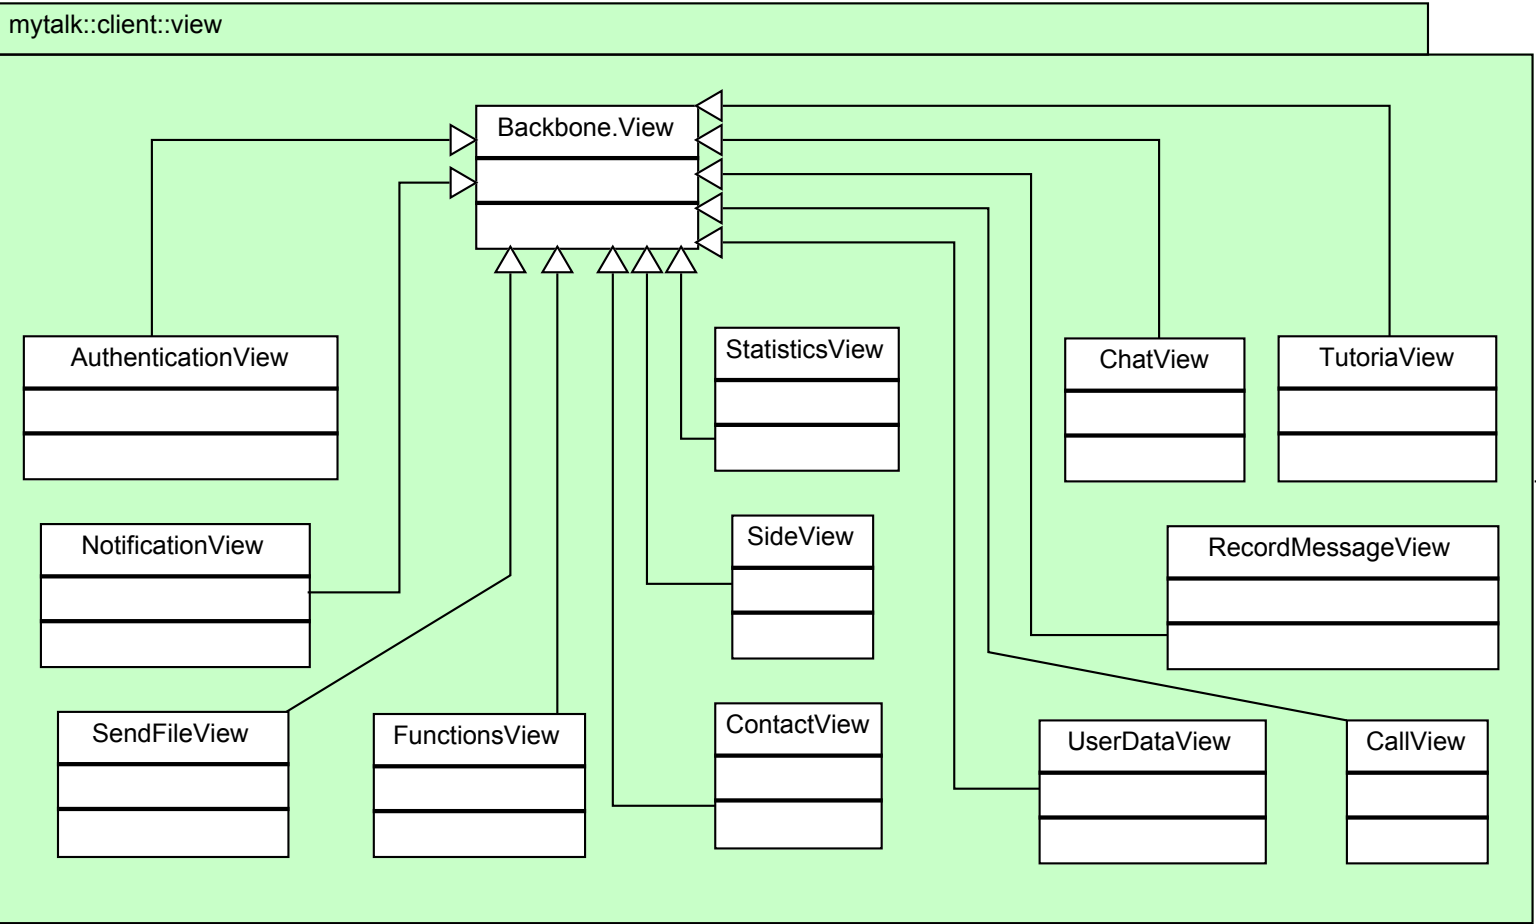 mytalk::client::view
Backbone.View
AuthenticationView
StatisticsView
ChatView
TutoriaView
NotificationView
SideView
RecordMessageView
SendFileView
FunctionsView
ContactView
UserDataView
CallView